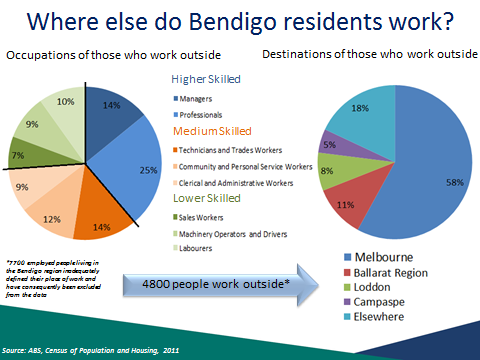 Where else do Bendigo residents work?
Occupations of those who work outside
Destinations of those who work outside
10%
14%
9%
7%
25%
9%
12%
14%
Higher Skilled
Managers
Professionals
Medium Skilled
Technicians and Trades Workers
Community and Personal Service Workers
Clerical and Administrative Workers
Lower Skilled
Sales Workers
Machinery Operators and Drivers
Labourers
18%
5%
8%
11%
58%
Melbourne
Ballarat Region
Loddon
Campaspe
Elsewhere
*7700 employed people living in
the Bendigo region inadequately
defined their place of work and
have consequently been excluded
from the data
4800 people work outside*
Source: ABS, Census of Population and Housing, 2011